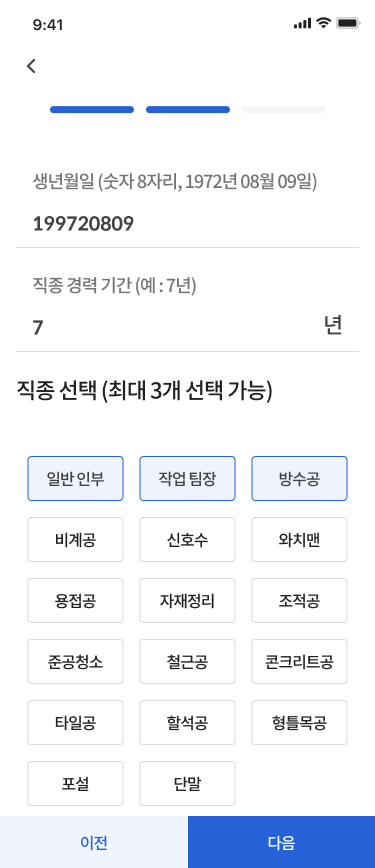 9:41
생년월일 (숫자 8자리, 1972년 08월 09일)
199720809
직종 경력 기간 (예 : 7년)
7 년
직종 선택 (최대 3개 선택 가능)
일반 인부 작업 팀장 방수공
비계공 신호수 와치맨
용접공 자재정리 조적공
준공청소 철근공 콘크리트공
타일공 할석공 형틀목공
포설 단말
이전 다음